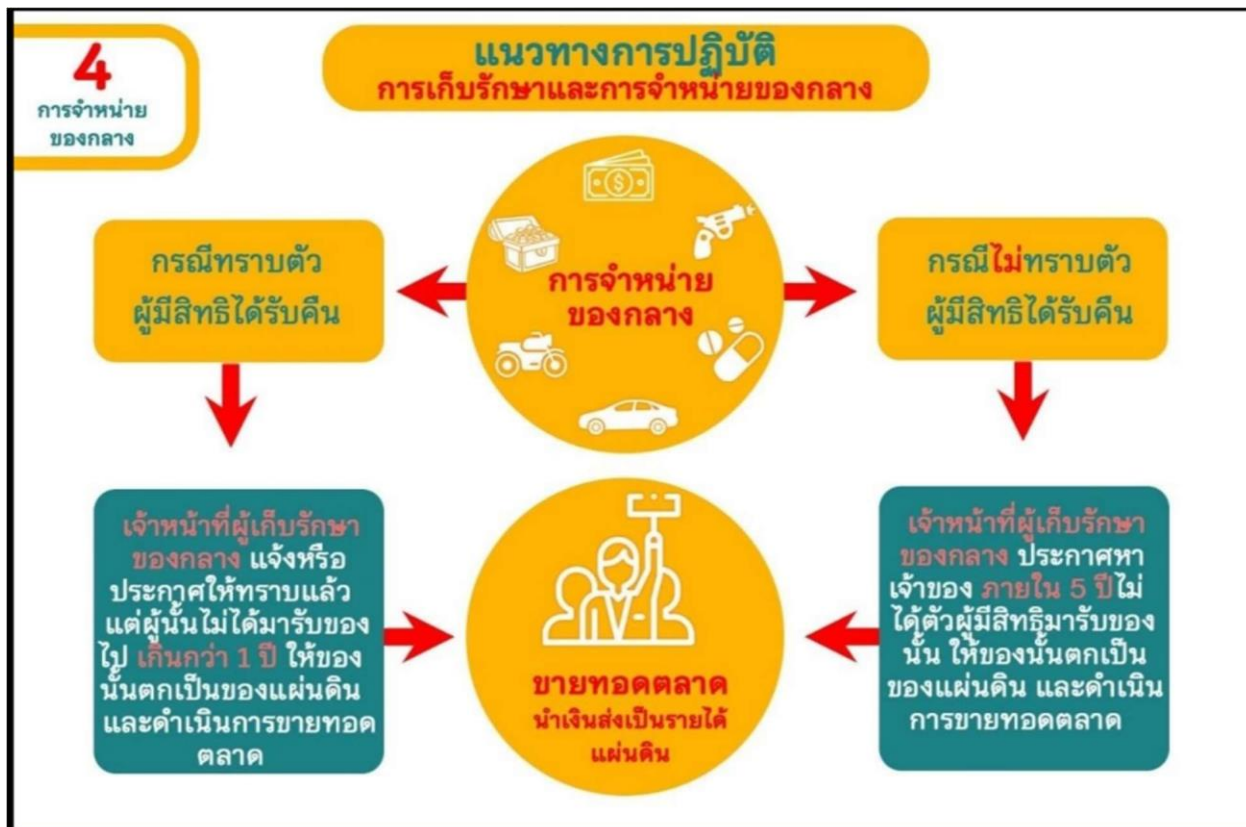 4
การจำหน่าย
ของกลาง
แนวทางการปฏิบัติ
การเก็บรักษาและการจำหน่ายของกลาง
กรณีทราบตัว
ผู้มีสิทธิได้รับคืน
การจำหน่าย
ของกลาง
กรณีไม่ทราบตัว
ผู้มีสิทธิได้รับคืน
เจ้าหน้าที่ผู้เก็บรักษา
ของกลาง แจ้งหรือ
ประกาศให้ทราบแล้ว
แต่ผู้นั้นไม่ได้มารับของ
ไป เกินกว่า 1 ปี ให้ของ
นั้นตกเป็นของแผ่นดิน
และดำเนินการขายทอด
ตลาด
ขายทอดตลาด
นำเงินส่งเป็นรายได้
แผ่นดิน
เจ้าหน้าที่ผู้เก็บรักษา
ของกลาง ประกาศหา
เจ้าของ ภายใน 5 ปีไม่
ได้ตัวผู้มีสิทธิมารับของ
นั้น ให้ของนั้นตกเป็น
ของแผ่นดิน และดำเนิน
การขายทอดตลาด